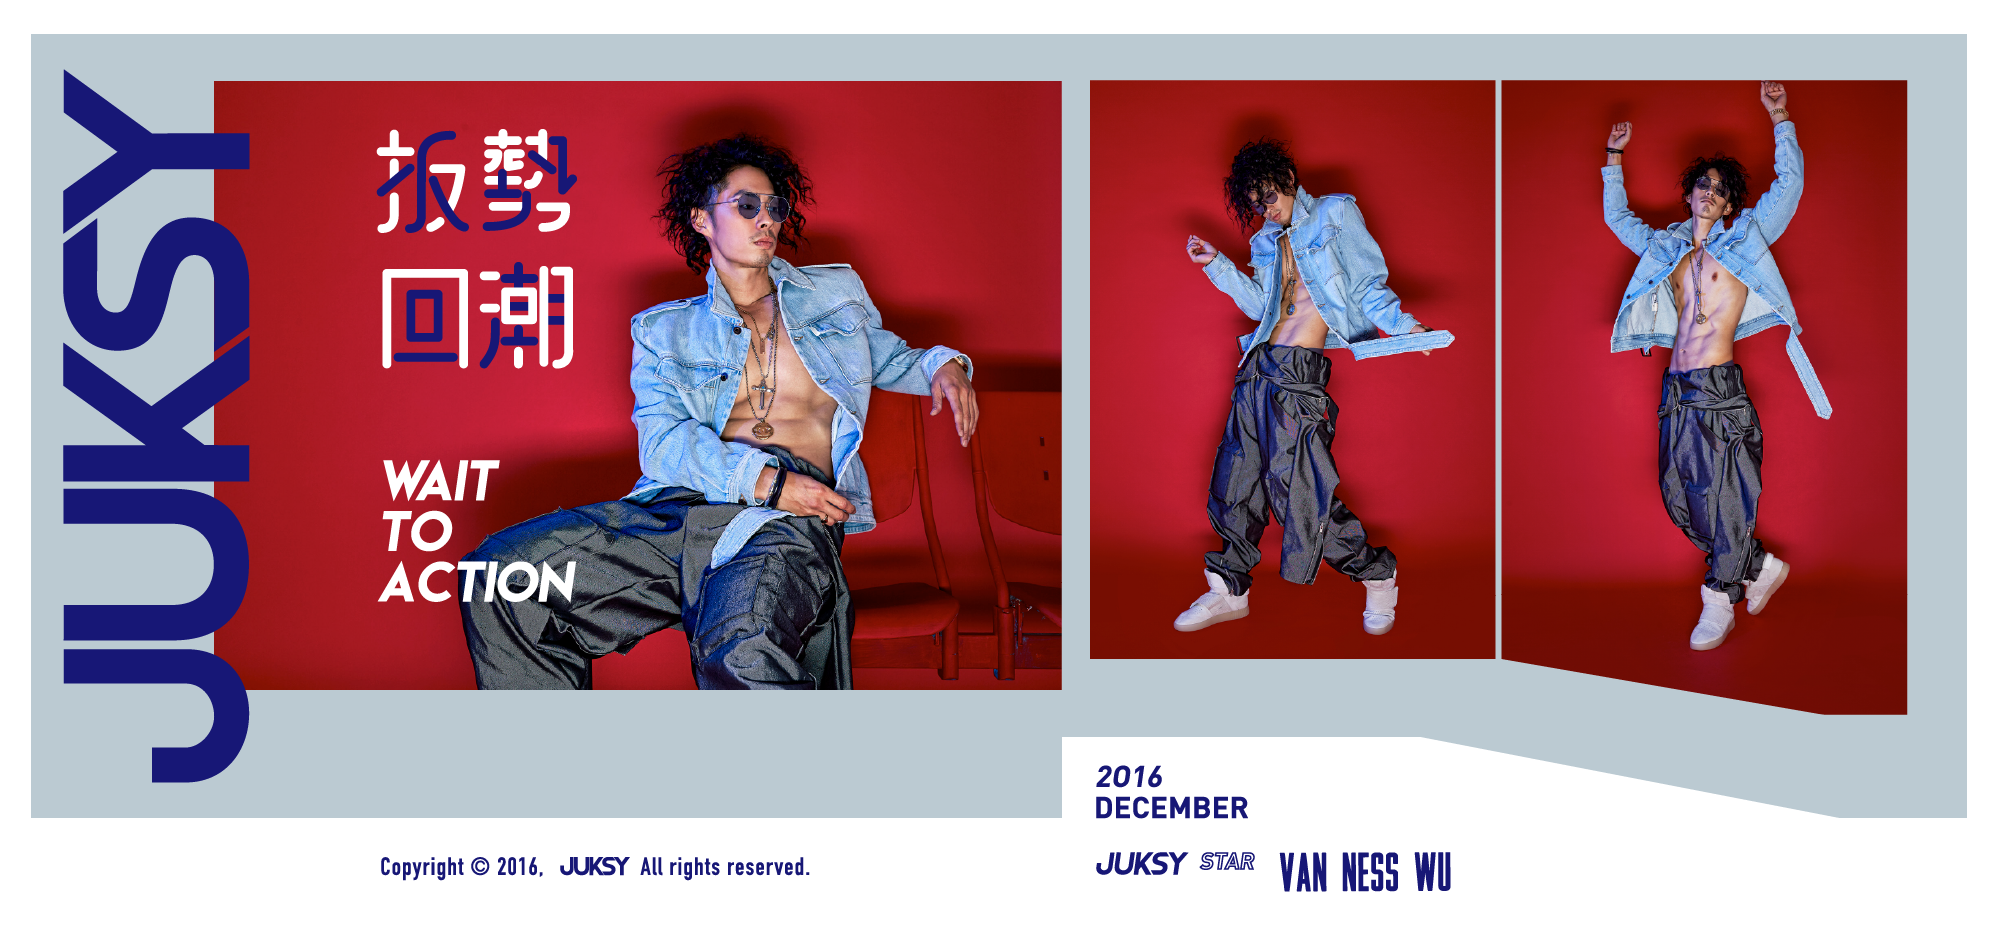 JUKSY
扳勢
回潮
WAIT
TO
ACTION
2016
DECEMBER
JUKSY STAR VAN NESS WU
Copyright © 2016, JUKSY All rights reserved.